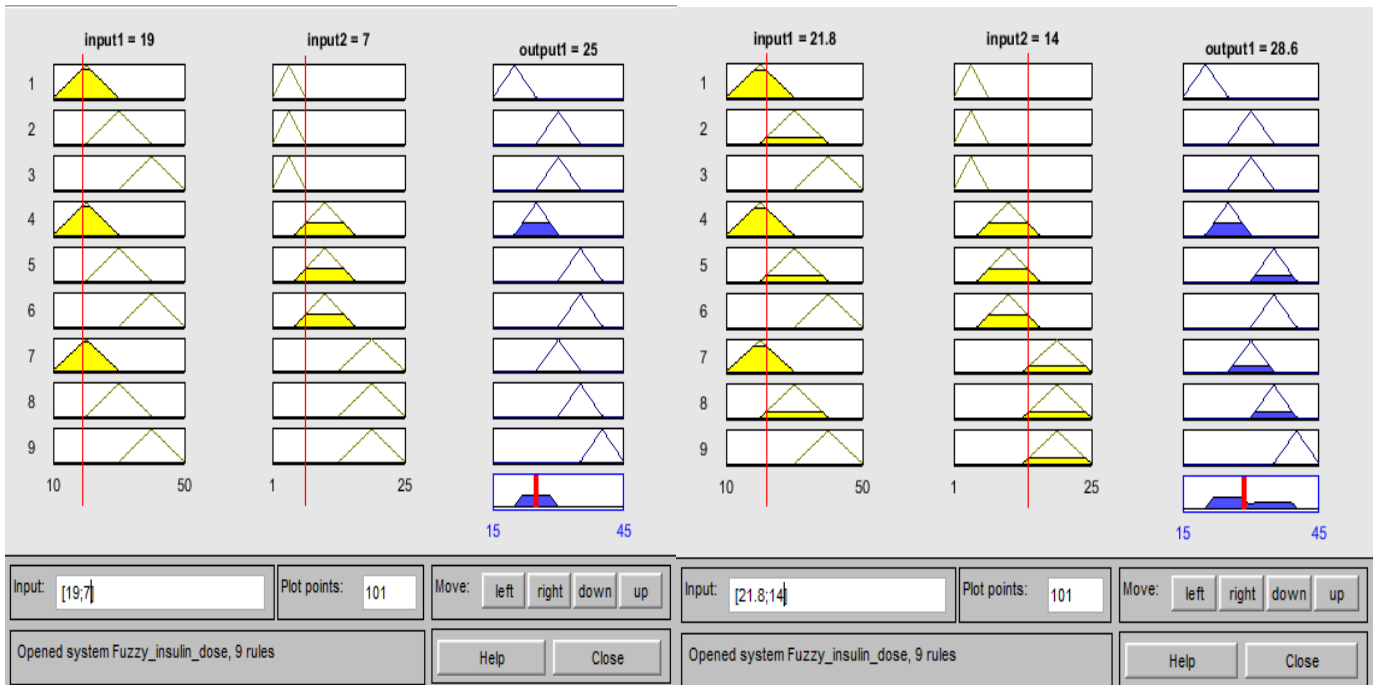 input1 = 19
input2 = 7
output1 = 25
1
2
3
4
5
6
7
8
9
10
50
1
25
15
45
Input:
[19;7]
Plot points:
101
Move:
left
right
down
up
Opened system Fuzzy_insulin_dose, 9 rules
Help
Close
input1 = 21.8
input2 = 14
output1 = 28.6
1
2
3
4
5
6
7
8
9
10
50
1
25
15
45
Input:
[21.8;14]
Plot points:
101
Move:
left
right
down
up
Opened system Fuzzy_insulin_dose, 9 rules
Help
Close